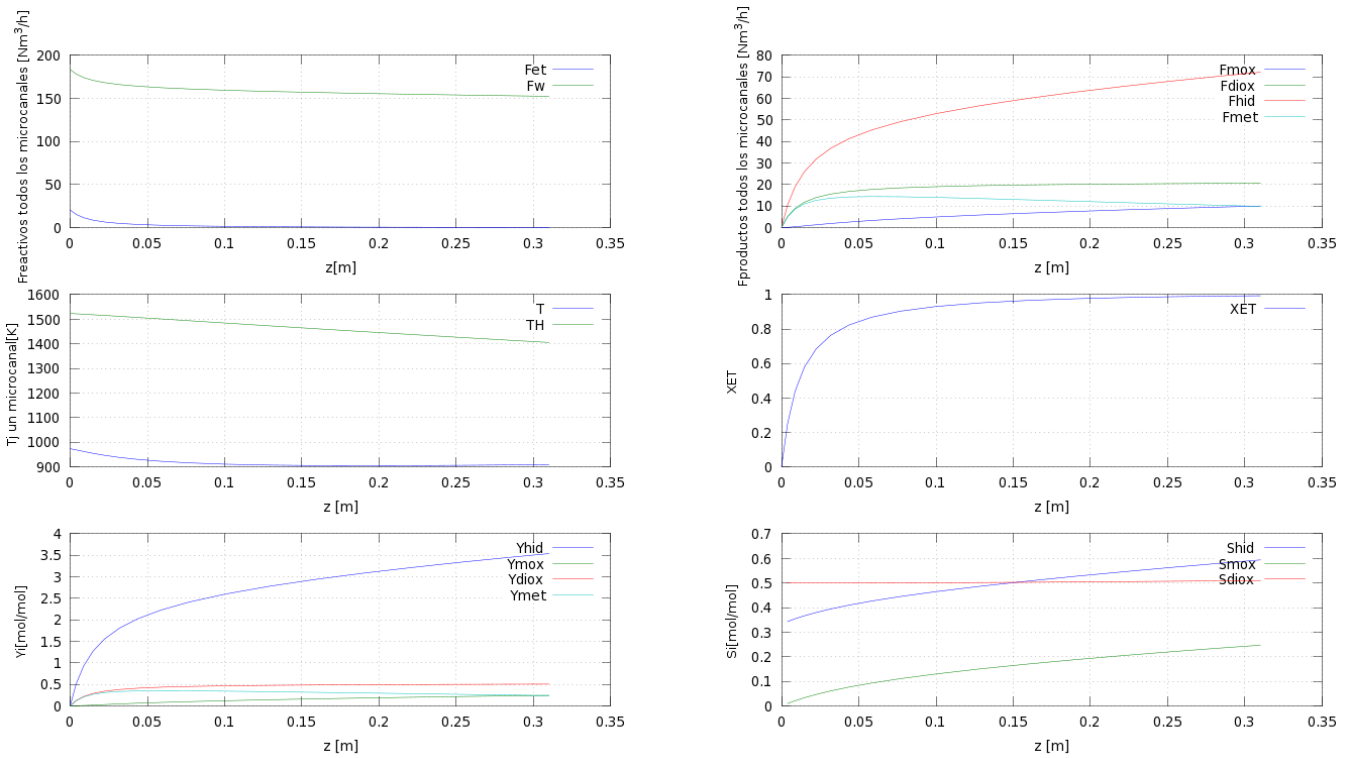 Freactivos todos los microcanales [Nm³/h]
200
150
100
50
0
Fet
Fw
0 0.05 0.1 0.15 0.2 0.25 0.3 0.35
z[m]
Fproductos todos los microcanales [Nm³/h]
80
70
60
50
40
30
20
10
0
Fmox
Fdiox
Fhid
Fmet
0 0.05 0.1 0.15 0.2 0.25 0.3 0.35
z [m]
Tj un microcanal[K]
1600
1500
1400
1300
1200
1100
1000
900
T
TH
0 0.05 0.1 0.15 0.2 0.25 0.3 0.35
z [m]
XET
1
0.8
0.6
0.4
0.2
0
XET
0 0.05 0.1 0.15 0.2 0.25 0.3 0.35
z [m]
Yi[mol/mol]
4
3.5
3
2.5
2
1.5
1
0.5
0
Yhid
Ymox
Ydiox
Ymet
0 0.05 0.1 0.15 0.2 0.25 0.3 0.35
z [m]
Si[mol/mol]
0.7
0.6
0.5
0.4
0.3
0.2
0.1
0
Shid
Smox
Sdiox
0 0.05 0.1 0.15 0.2 0.25 0.3 0.35
z [m]